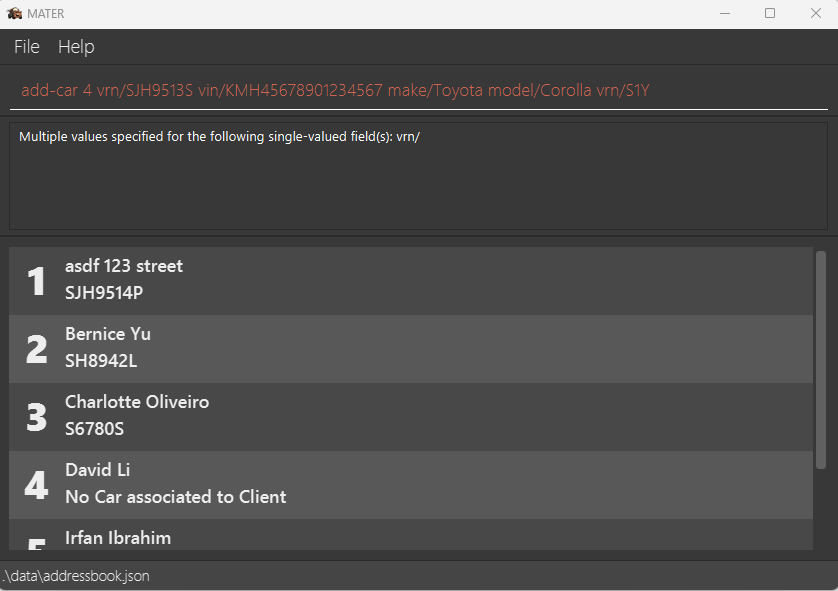 MATER
File Help
add-car 4 vrn/SJH9513S vin/KMH45678901234567 make/Toyota model/Corolla vrn/S1Y
Multiple values specified for the following single-valued field(s): vrn/
1
asdf 123 street
SJH9514P
2
Bernice Yu
SH8942L
3
Charlotte Oliveiro
S6780S
4
David Li
No Car associated to Client
Irfan Ibrahim
.\data\addressbook.json